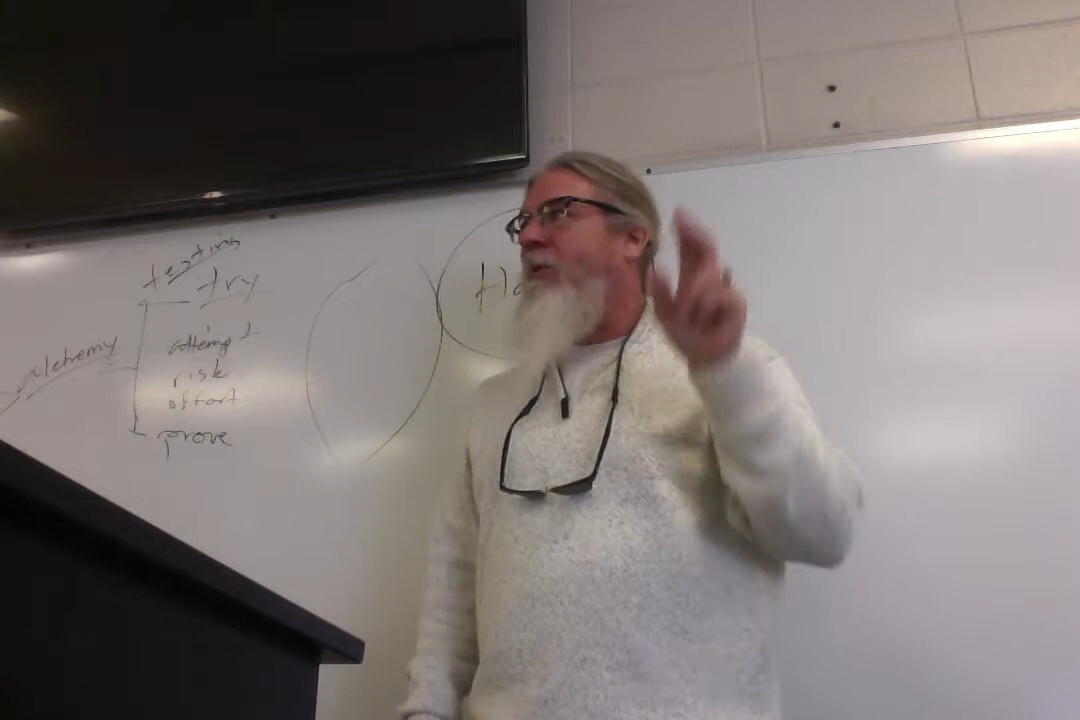 testing
try
alchemy
attempt
risk
effort
prove